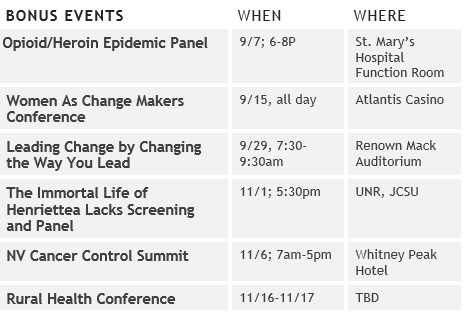 BONUS EVENTS WHEN WHERE
Opioid/Heroin Epidemic Panel 9/7; 6-8P St. Mary's
Hospital
Function Room
Women As Change Makers 9/15, all day Atlantis Casino
Conference
Leading Change by Changing 9/29, 7:30- Renown Mack
the Way You Lead 9:30am Auditorium
The Immortal Life of 11/1; 5:30pm UNR, JCSU
Henriettea Lacks Screening
and Panel
NV Cancer Control Summit 11/6; 7am-5pm Whitney Peak
Hotel
Rural Health Conference 11/16-11/17 TBD